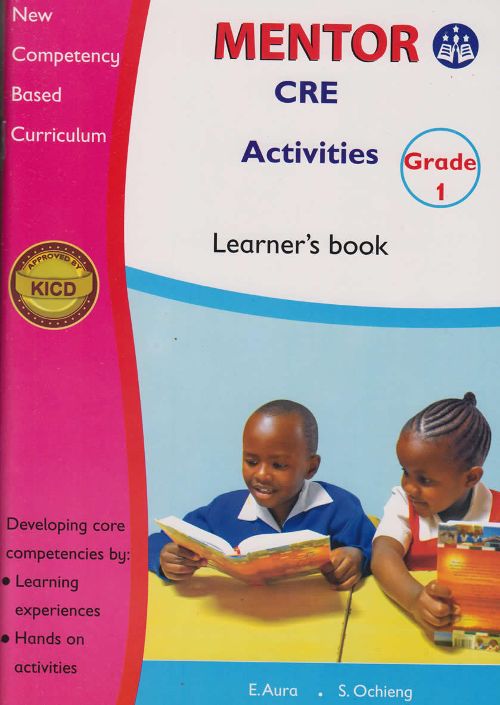 New
Competency
Based
Curriculum
MENTOR
CRE
Activities
Grade
1
Learner's book
APPROVED BY
KICD
Developing core
competencies by:
• Learning
experiences
• Hands on
activities
E.Aura . S. Ochieng